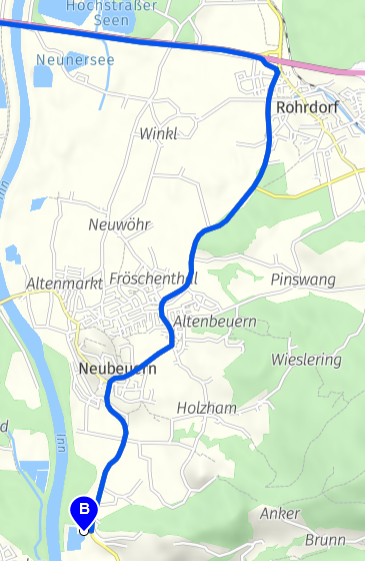 Hochstraßer
Seen
Neunersee
Rohrdorf
Winkl
Inn
Neuwöhr
Altenmarkt
Fröschenthal
Pinswang
Altenbeuern
Wieslering
Neubeuern
Holzham
d
Inn
B
Anker
Brunn